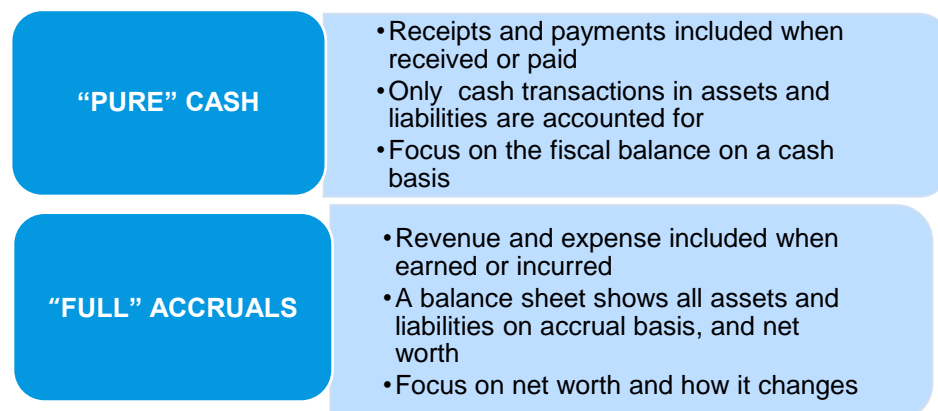 “PURE” CASH
•Receipts and payments included when
received or paid
•Only cash transactions in assets and
liabilities are accounted for
•Focus on the fiscal balance on a cash
basis
“FULL” ACCRUALS
•Revenue and expense included when
earned or incurred
•A balance sheet shows all assets and
liabilities on accrual basis, and net
worth
•Focus on net worth and how it changes